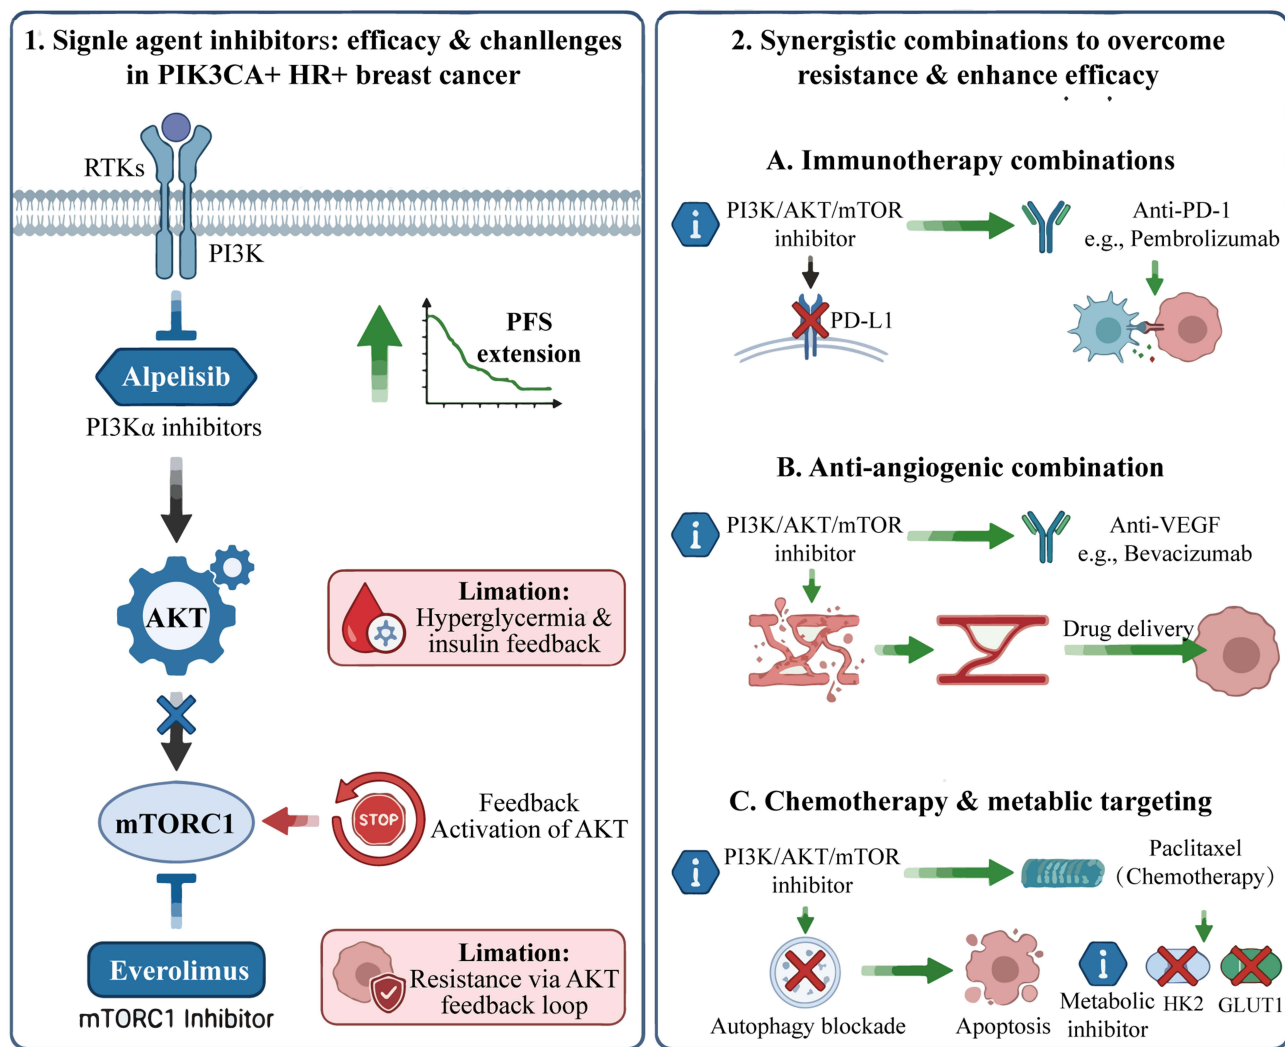 1. Signle agent inhibitors: efficacy & chanllenges
in PIK3CA+ HR+ breast cancer
RTKs
PI3K
Alpelisib
PI3Kα inhibitors
PFS
extension
AKT
Limation:
Hyperglycermia &
insulin feedback
mTORC1
STOP
Feedback
Activation of AKT
Everolimus
mTORC1 Inhibitor
Limation:
Resistance via AKT
feedback loop
2. Synergistic combinations to overcome
resistance & enhance efficacy
A. Immunotherapy combinations
i
PI3K/AKT/mTOR
inhibitor
Anti-PD-1
e.g., Pembrolizumab
PD-L1
B. Anti-angiogenic combination
i
PI3K/AKT/mTOR
inhibitor
Anti-VEGF
e.g., Bevacizumab
Drug delivery
C. Chemotherapy & metablic targeting
i
PI3K/AKT/mTOR
inhibitor
Paclitaxel
(Chemotherapy)
Autophagy blockade
Apoptosis
i
Metabolic
inhibitor
HK2
GLUT1